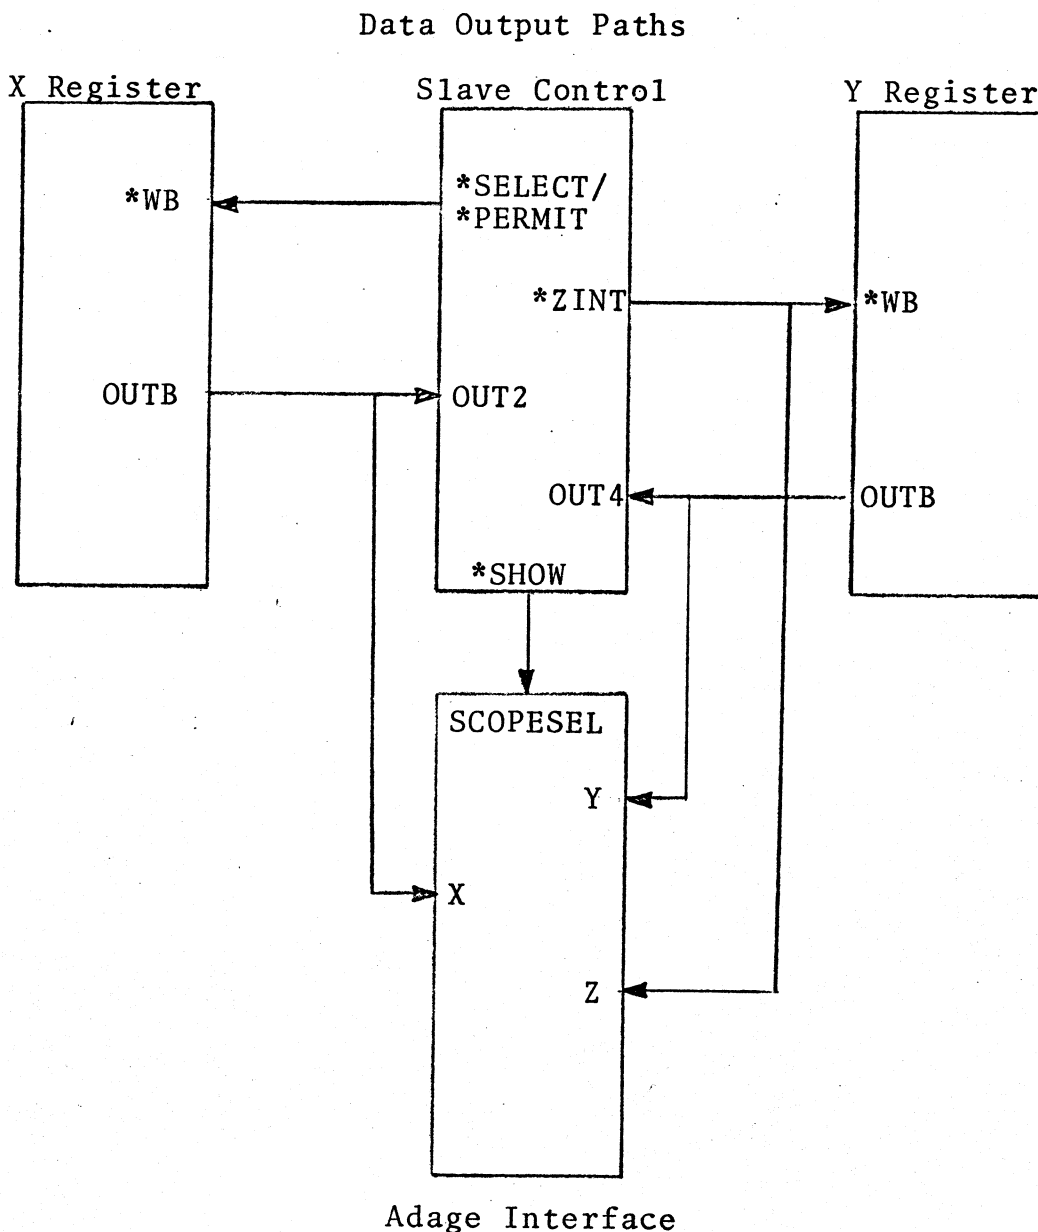 Data Output Paths
X Register
Slave Control
Y Register
*WB
*SELECT/
*PERMIT
*ZINT
*WB
OUTB
OUT2
OUT4
OUTB
*SHOW
SCOPESEL
Y
X
Z
Adage Interface